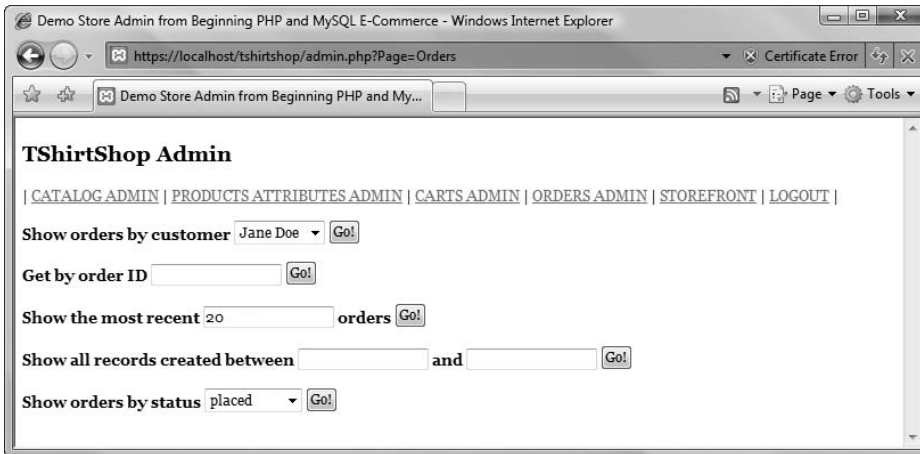 Demo Store Admin from Beginning PHP and MySQL E-Commerce - Windows Internet Explorer
https://localhost/tshirtshop/admin.php?Page=Orders Certificate Error
Demo Store Admin from Beginning PHP and My... Page Tools
TShirtShop Admin
| CATALOG ADMIN | PRODUCTS ATTRIBUTES ADMIN | CARTS ADMIN | ORDERS ADMIN | STOREFRONT | LOGOUT |
Show orders by customer Jane Doe Go!
Get by order ID Go!
Show the most recent 20 orders Go!
Show all records created between and Go!
Show orders by status placed Go!